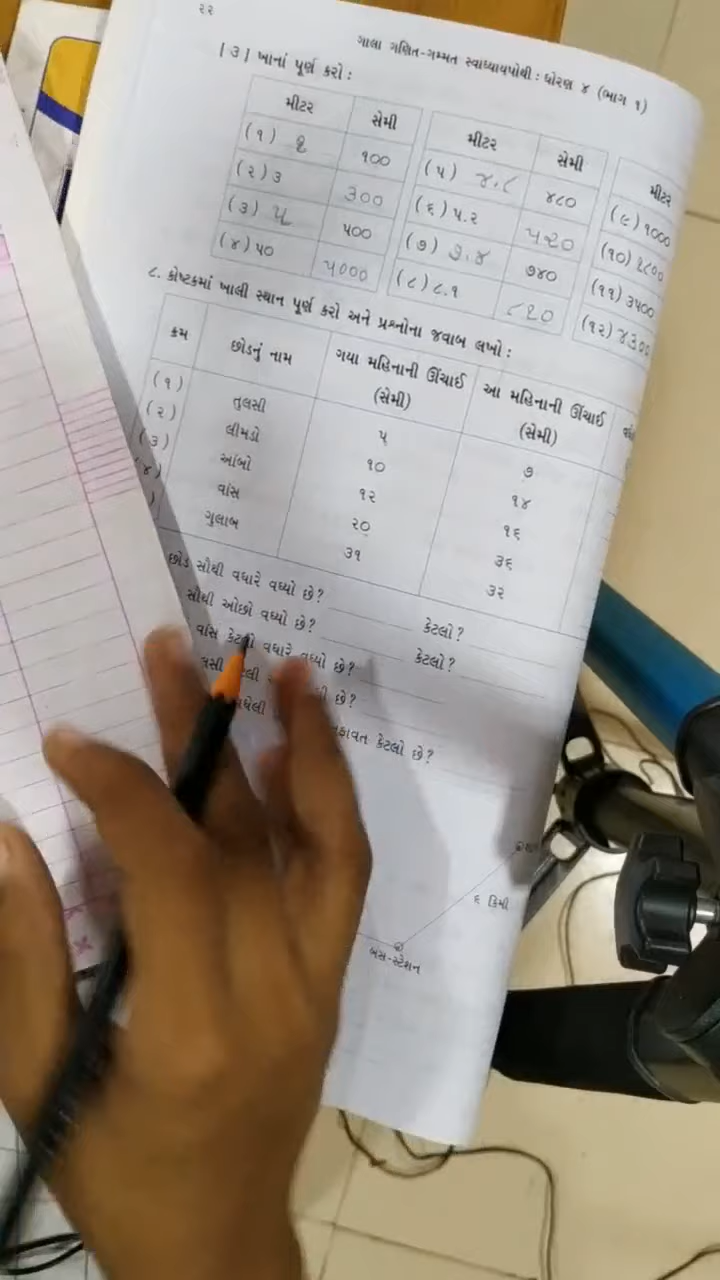 ૨૨
ગાલા ગણિત-ગમ્મત સ્વાધ્યાયપોથી : ધોરણ ૪ (ભાગ ૧)
|૩| ખાનાં પૂર્ણ કરો :
મીટર સેમી મીટર સેમી મીટર
(૧) ૧ ૧૦૦ (૫) ૪.૮ ૪૮૦ (૯) ૧૦૦૦
(૨) ૩ ૩૦૦ (૬) ૫.૨ ૫૨૦ (૧૦) ૧૮૦૦
(૩) ૫ ૫૦૦ (૭) ૭.૪ ૭૪૦ (૧૧) ૩૫૦૦
(૪) ૫૦ ૫૦૦૦ (૮) ૮.૧ ૮૧૦ (૧૨) ૪૩૦૦
૮. કોષ્ટકમાં ખાલી સ્થાન પૂર્ણ કરો અને પ્રશ્નોના જવાબ લખો :
ક્રમ છોડનું નામ ગયા મહિનાની ઊંચાઈ (સેમી) આ મહિનાની ઊંચાઈ (સેમી)
(૧) તુલસી ૫ ૭
(૨) લીમડો ૧૦ ૧૪
(૩) આંબો ૧૨ ૧૬
૪) વાંસ ૨૦ ૩૬
) ગુલાબ ૩૧ ૩૨
છોડ સૌથી વધારે વધ્યો છે? કેટલો?
સૌથી ઓછો વધ્યો છે? કેટલો?
વાંસ કેટલો વધારે વધ્યો છે?
છે?
કેટલો છે?
૬ કિમી
બસ-સ્ટેશન